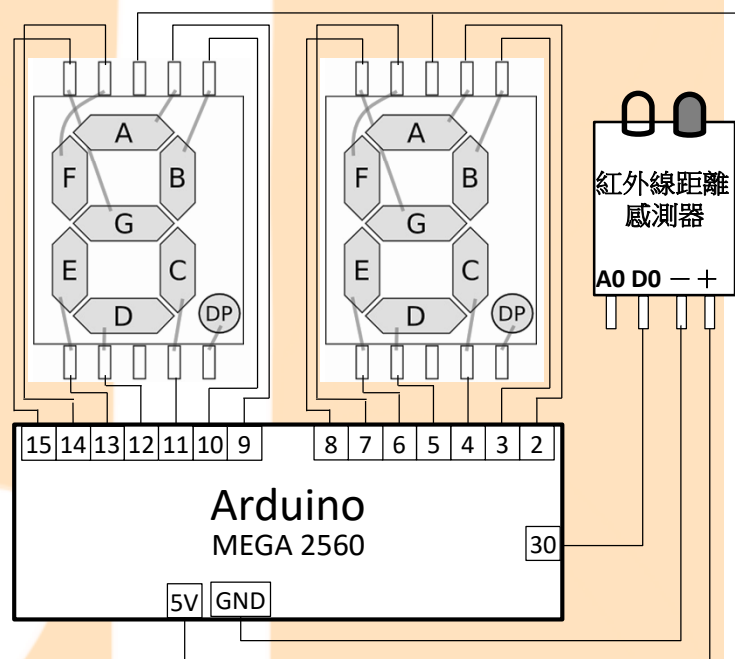 A
F
B
G
E
C
D
DP
A
F
B
G
E
C
D
DP
紅外線距離
感測器
A0 D0 － ＋
15 14 13 12 11 10 9
8 7 6 5 4 3 2
Arduino
MEGA 2560
30
5V GND